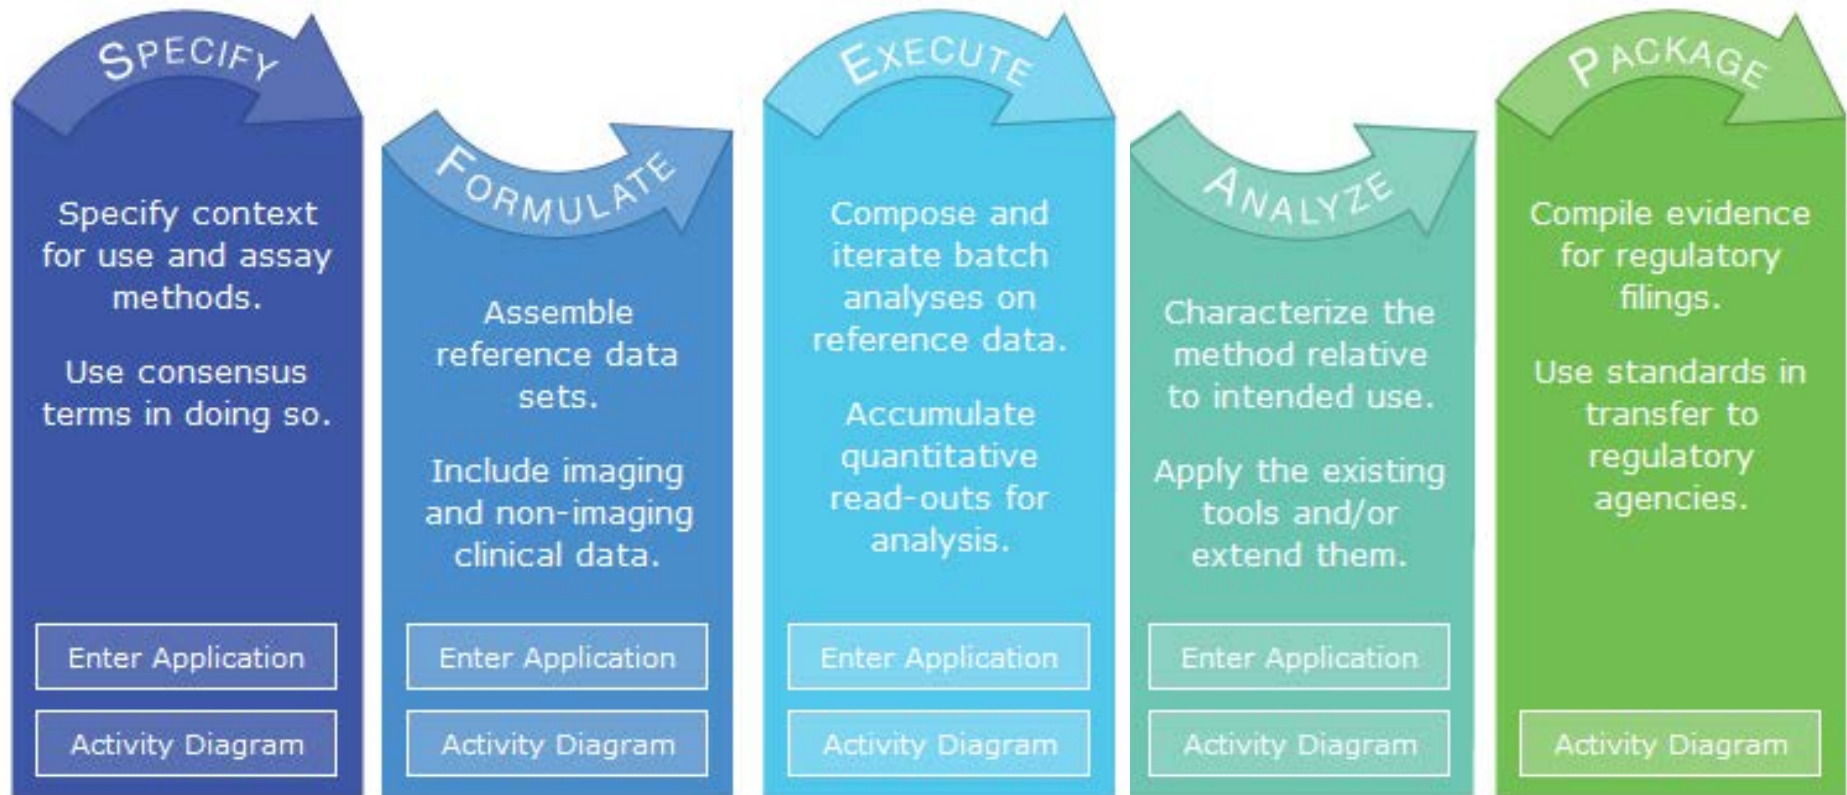 SPECIFY
Specify context
for use and assay
methods.
Use consensus
terms in doing so.
Enter Application
Activity Diagram
FORMULATE
Assemble
reference data
sets.
Include imaging
and non-imaging
clinical data.
Enter Application
Activity Diagram
EXECUTE
Compose and
iterate batch
analyses on
reference data.
Accumulate
quantitative
read-outs for
analysis.
Enter Application
Activity Diagram
ANALYZE
Characterize the
method relative
to intended use.
Apply the existing
tools and/or
extend them.
Enter Application
Activity Diagram
PACKAGE
Compile evidence
for regulatory
filings.
Use standards in
transfer to
regulatory
agencies.
Activity Diagram